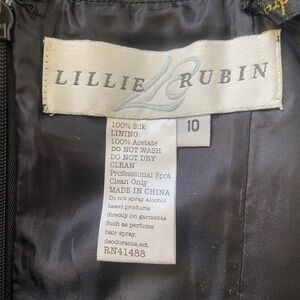 LILLIE RUBIN
10
100% Silk
LINING:
100% Acetate
DO NOT WASH
DO NOT DRY
CLEAN
Professional Spot
Clean Only
MADE IN CHINA
Do not spray alcohol
based products
directly on garments
Such as perfume
hair spray,
deodorants,ect.
RN41488